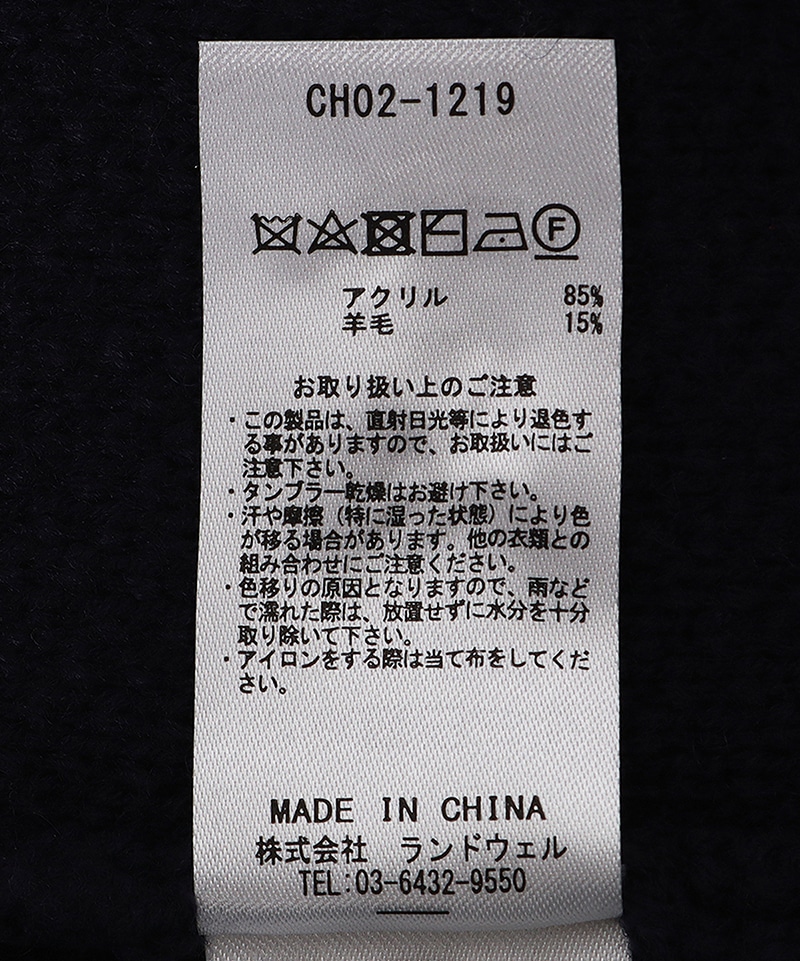 CH02-1219
F
アクリル 85%
羊毛 15%
お取り扱い上のご注意
・この製品は、直射日光等により退色す
る事がありますので、お取扱いにはご
注意下さい。
・タンブラー乾燥はお避け下さい。
・汗や摩擦（特に湿った状態）により色
が移る場合があります。他の衣類との
組み合わせにご注意ください。
・色移りの原因となりますので、雨など
で濡れた際は、放置せずに水分を十分
取り除いて下さい。
・アイロンをする際は当て布をしてくだ
さい。
MADE IN CHINA
株式会社 ランドウェル
TEL:03-6432-9550